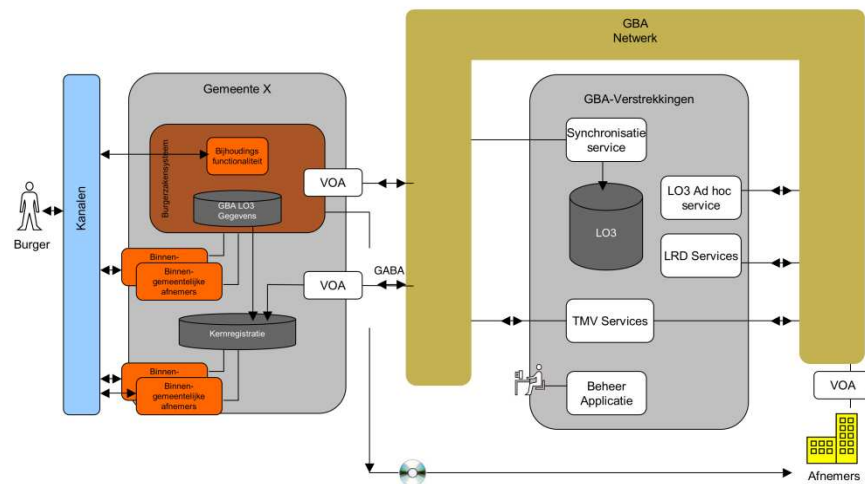 GBA
Netwerk
Gemeente X
GBA-Verstrekkingen
Burgerzakensysteem
Bijhoudings
functionaliteit
Synchronisatie
service
VOA
Kanalen
GBA LO3
Gegevens
LO3 Ad hoc
service
LO3
Burger
Binnen-
Binnen-
gemeentelijke
afnemers
LRD Services
VOA
GABA
Kernregistratie
TMV Services
Binnen-
Binnen-
gemeentelijke
afnemers
Beheer
Applicatie
VOA
Afnemers